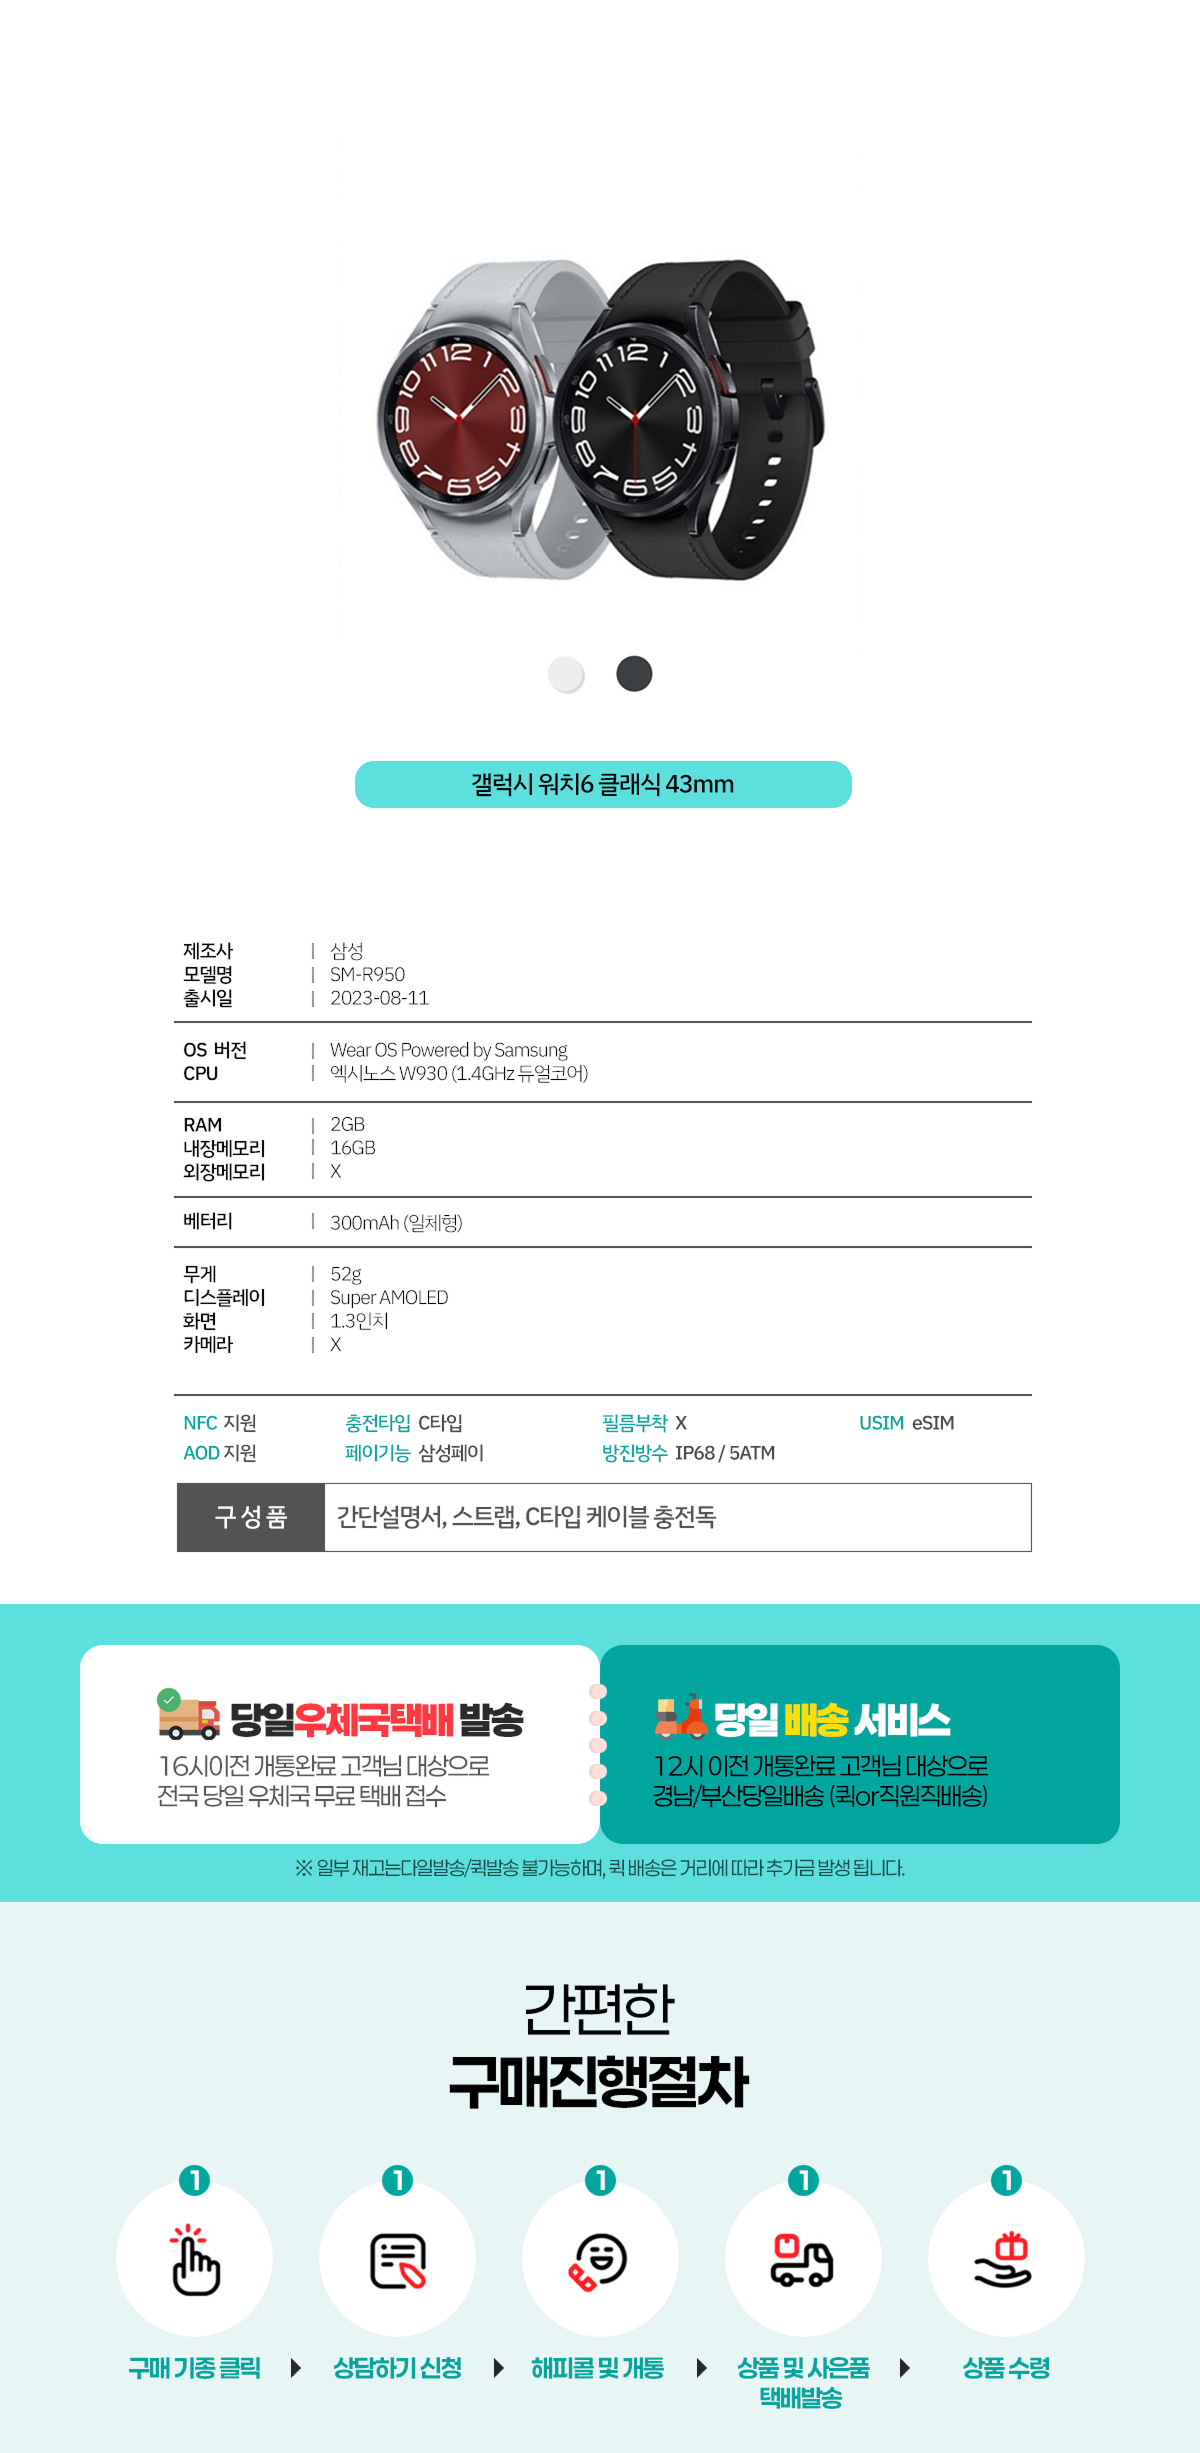 갤럭시 워치6 클래식 43mm
제조사 | 삼성
모델명 | SM-R950
출시일 | 2023-08-11
OS 버전 | Wear OS Powered by Samsung
CPU | 엑시노스 W930 (1.4GHz 듀얼코어)
RAM | 2GB
내장메모리 | 16GB
외장메모리 | X
베터리 | 300mAh (일체형)
무게 | 52g
디스플레이 | Super AMOLED
화면 | 1.3인치
카메라 | X
NFC 지원 충전타입 C타입 필름부착 X USIM eSIM
AOD 지원 페이기능 삼성페이 방진방수 IP68 / 5ATM
구성품 간단설명서, 스트랩, C타입 케이블 충전독
당일우체국택배 발송
16시이전 개통완료 고객님 대상으로
전국 당일 우체국 무료 택배 접수
당일 배송 서비스
12시 이전 개통완료 고객님 대상으로
경남/부산당일배송 (퀵or직원직배송)
※ 일부 재고는다일발송/퀵발송 불가능하며, 퀵 배송은 거리에 따라 추가금 발생 됩니다.
간편한
구매진행절차
1 1 1 1 1
구매 기종 클릭
상담하기 신청
해피콜 및 개통
상품 및 사은품
택배발송
상품 수령